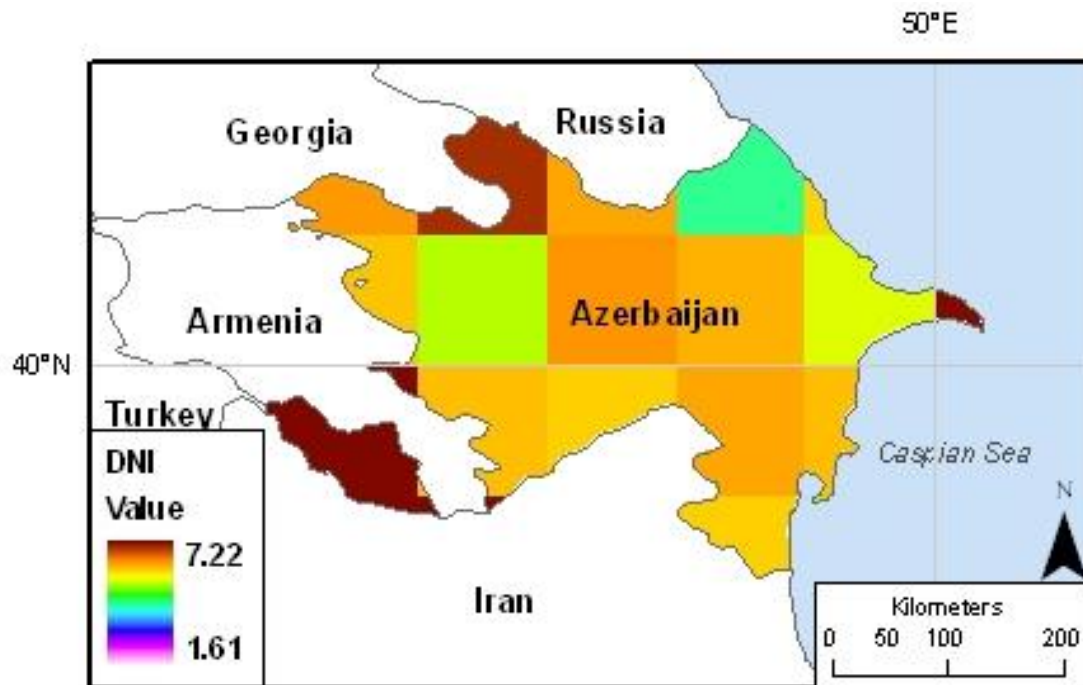 50°E
Georgia
Russia
Armenia
Azerbaijan
40°N
Turkey
DNI
Value
7.22
1.61
Caspian Sea
N
Iran
Kilometers
0 50 100 200